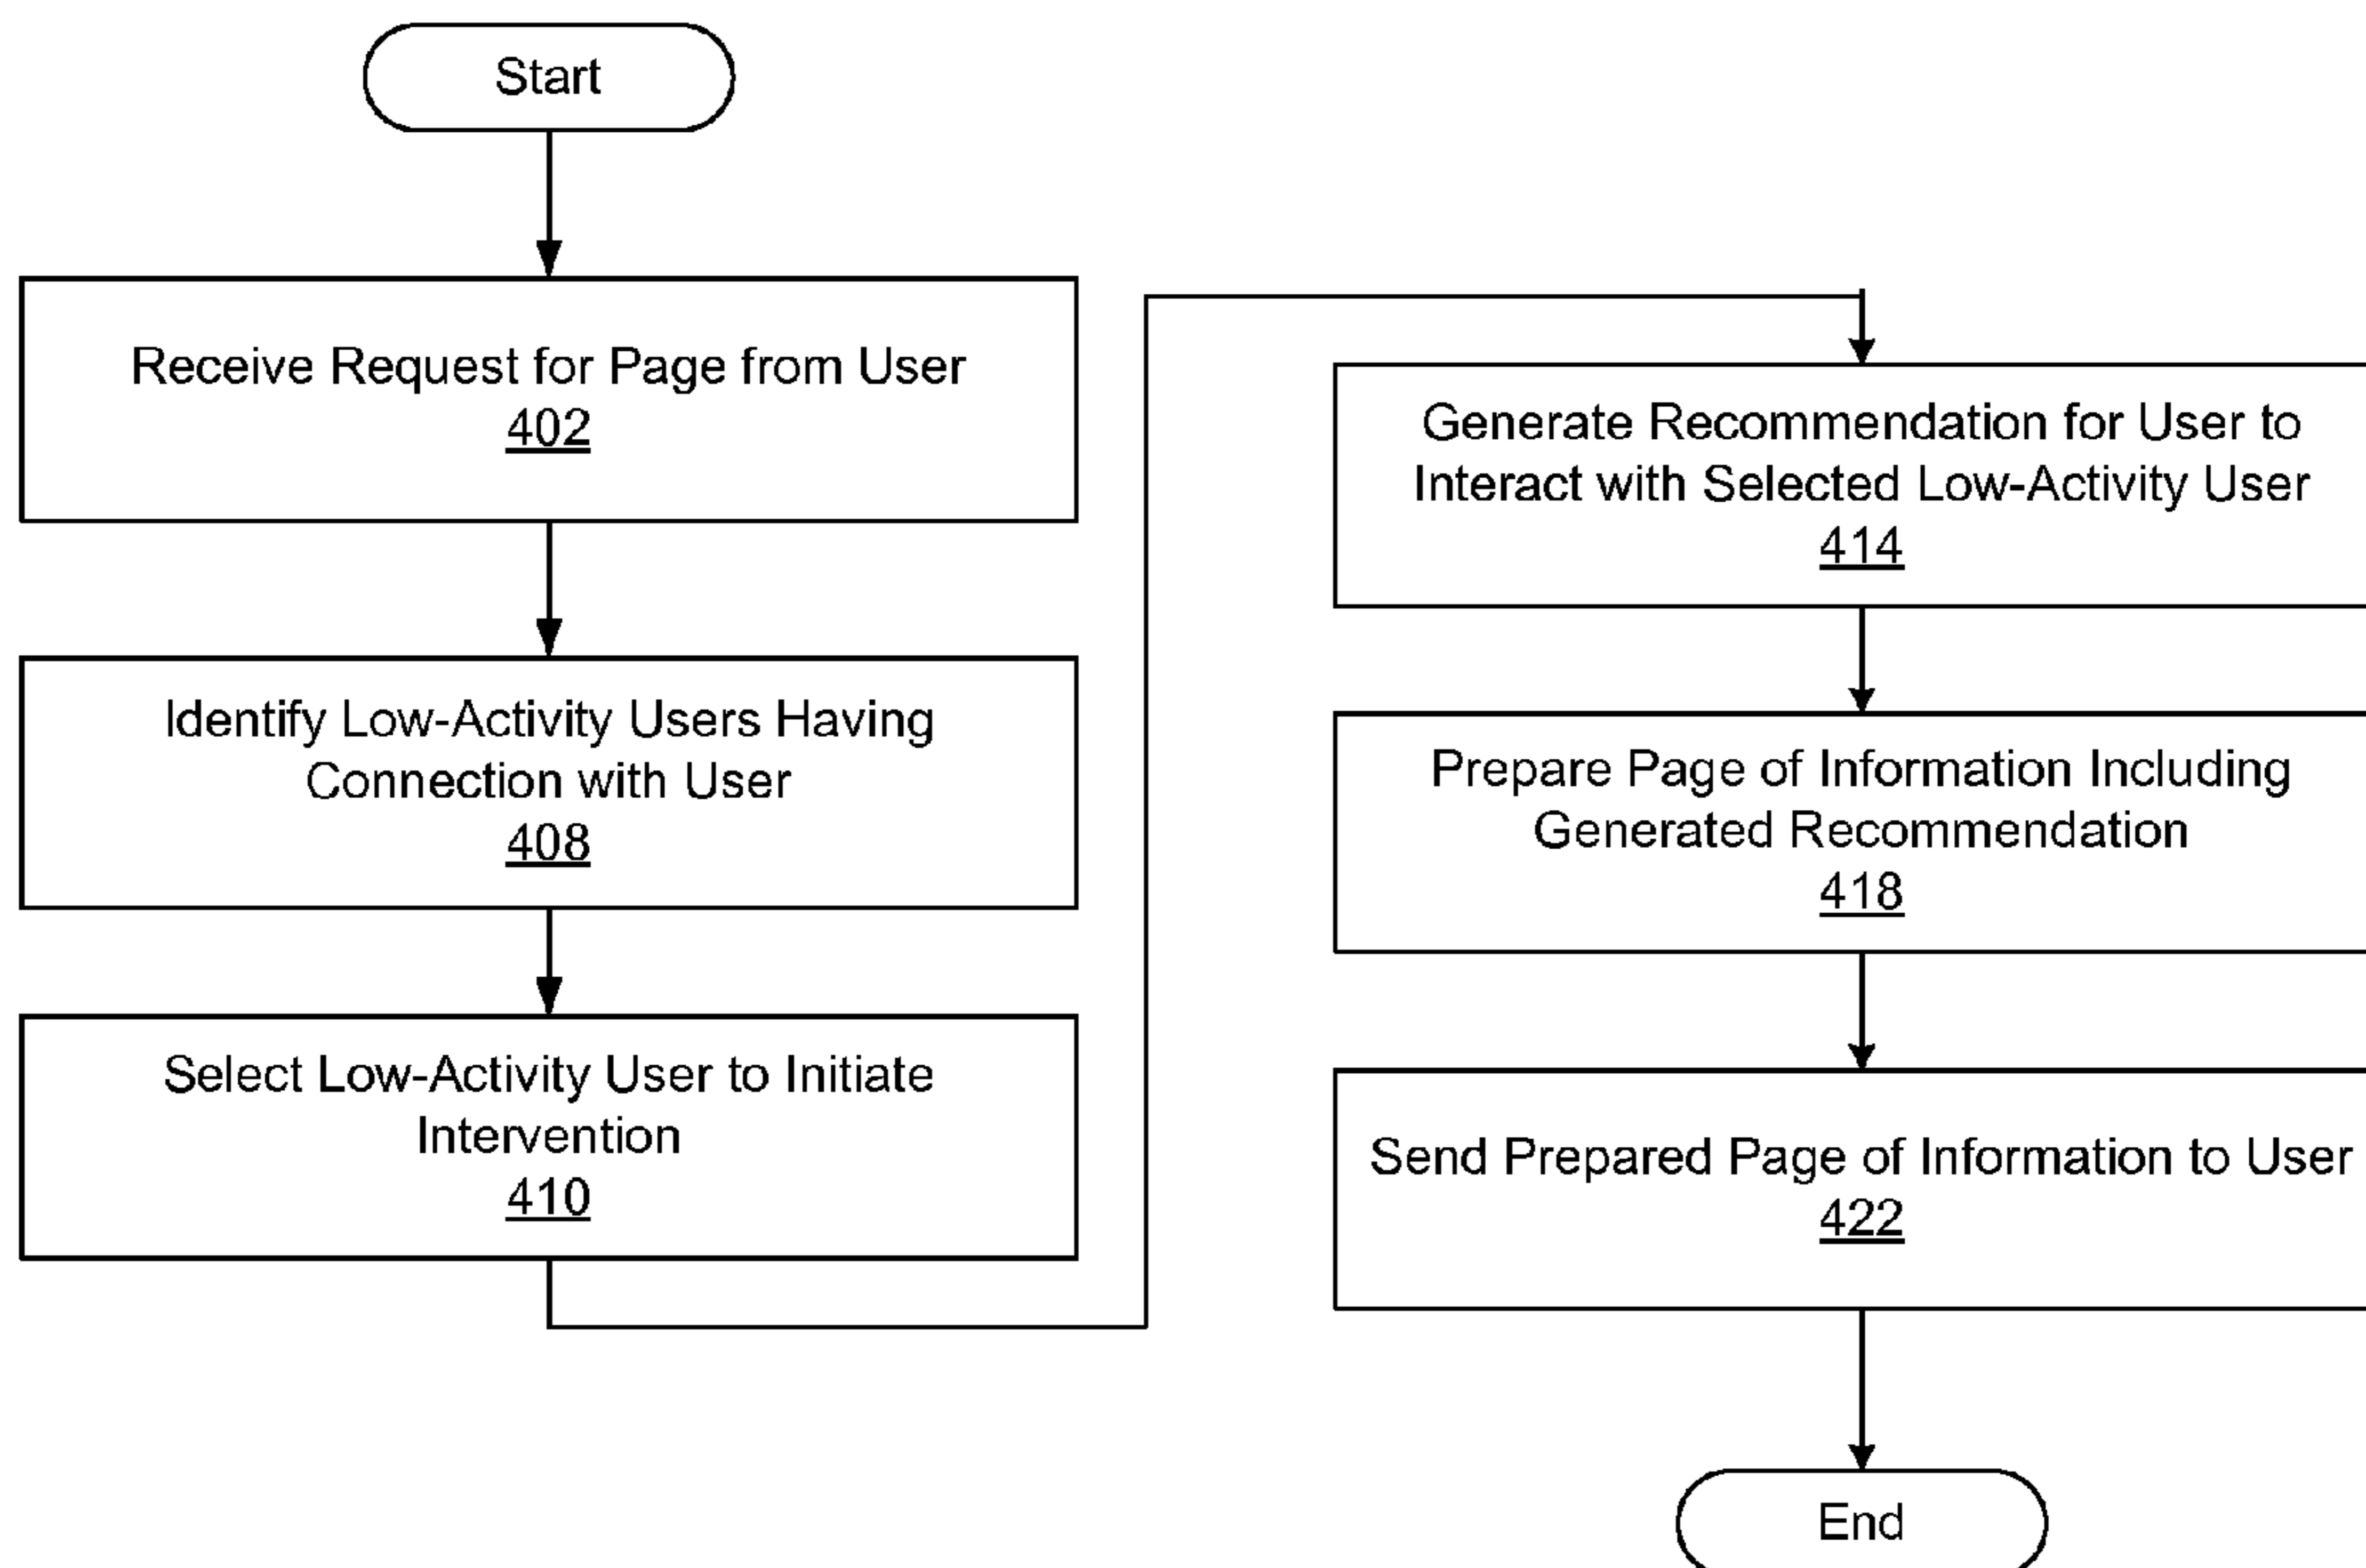 Start
Receive Request for Page from User
402
Identify Low-Activity Users Having
Connection with User
408
Select Low-Activity User to Initiate
Intervention
410
Generate Recommendation for User to
Interact with Selected Low-Activity User
414
Prepare Page of Information Including
Generated Recommendation
418
Send Prepared Page of Information to User
422
End